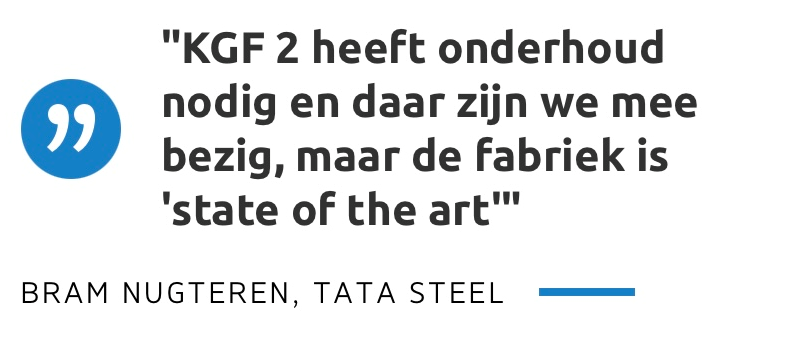 "KGF 2 heeft onderhoud
nodig en daar zijn we mee
bezig, maar de fabriek is
'state of the art'"
BRAM NUGTEREN, TATA STEEL